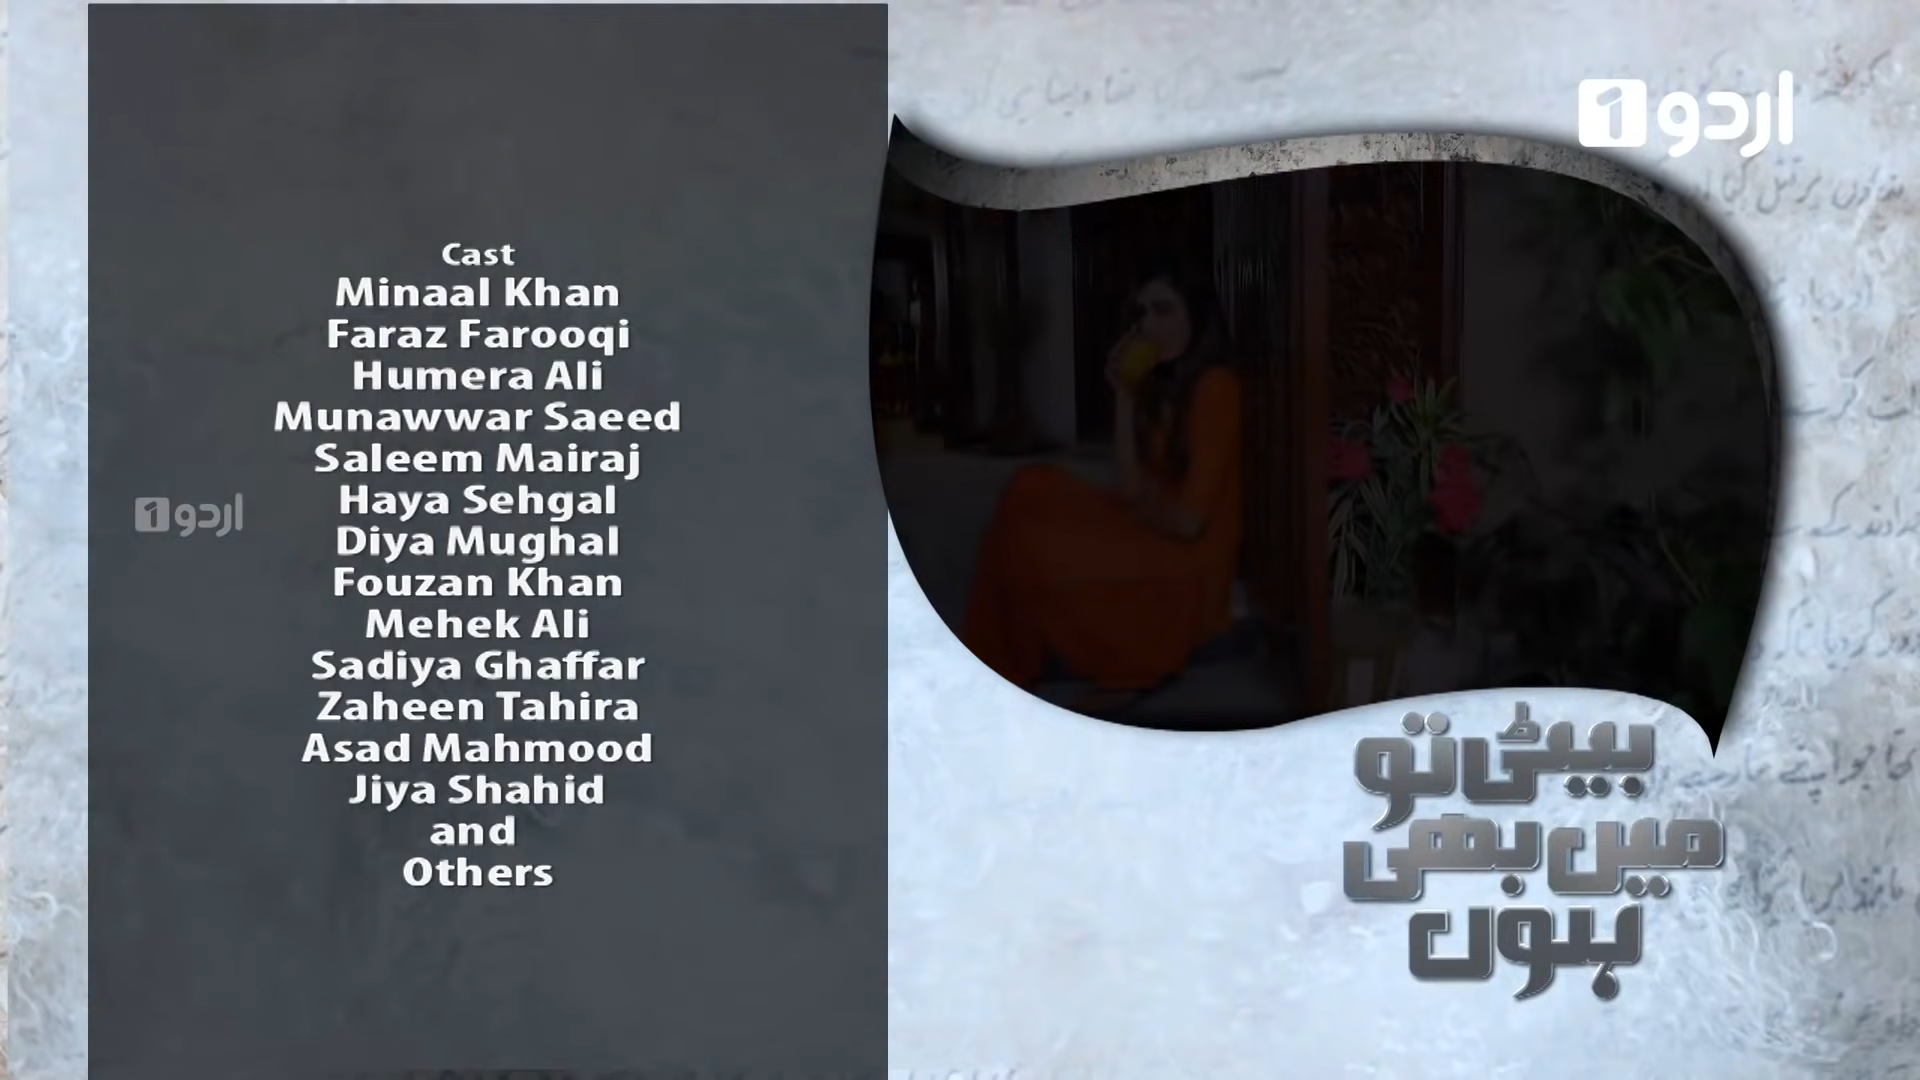 Cast
Minaal Khan
Faraz Farooqi
Humera Ali
Munawwar Saeed
Saleem Mairaj
Haya Sehgal
Diya Mughal
Fouzan Khan
Mehek Ali
Sadiya Ghaffar
Zaheen Tahira
Asad Mahmood
Jiya Shahid
and
Others
اردو 1
اردو 1
بیٹی تو
میں بھی
ہوں